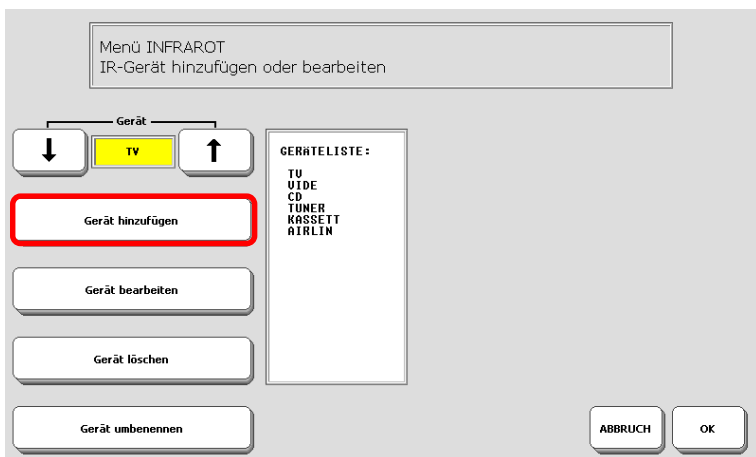 Menü INFRAROT
IR-Gerät hinzufügen oder bearbeiten
Gerät
TV
Gerät hinzufügen
Gerät bearbeiten
Gerät löschen
Gerät umbenennen
GERÄTELISTE:
TV
VIDE
CD
TUNER
KASSETT
AIRLIN
ABBRUCH
OK